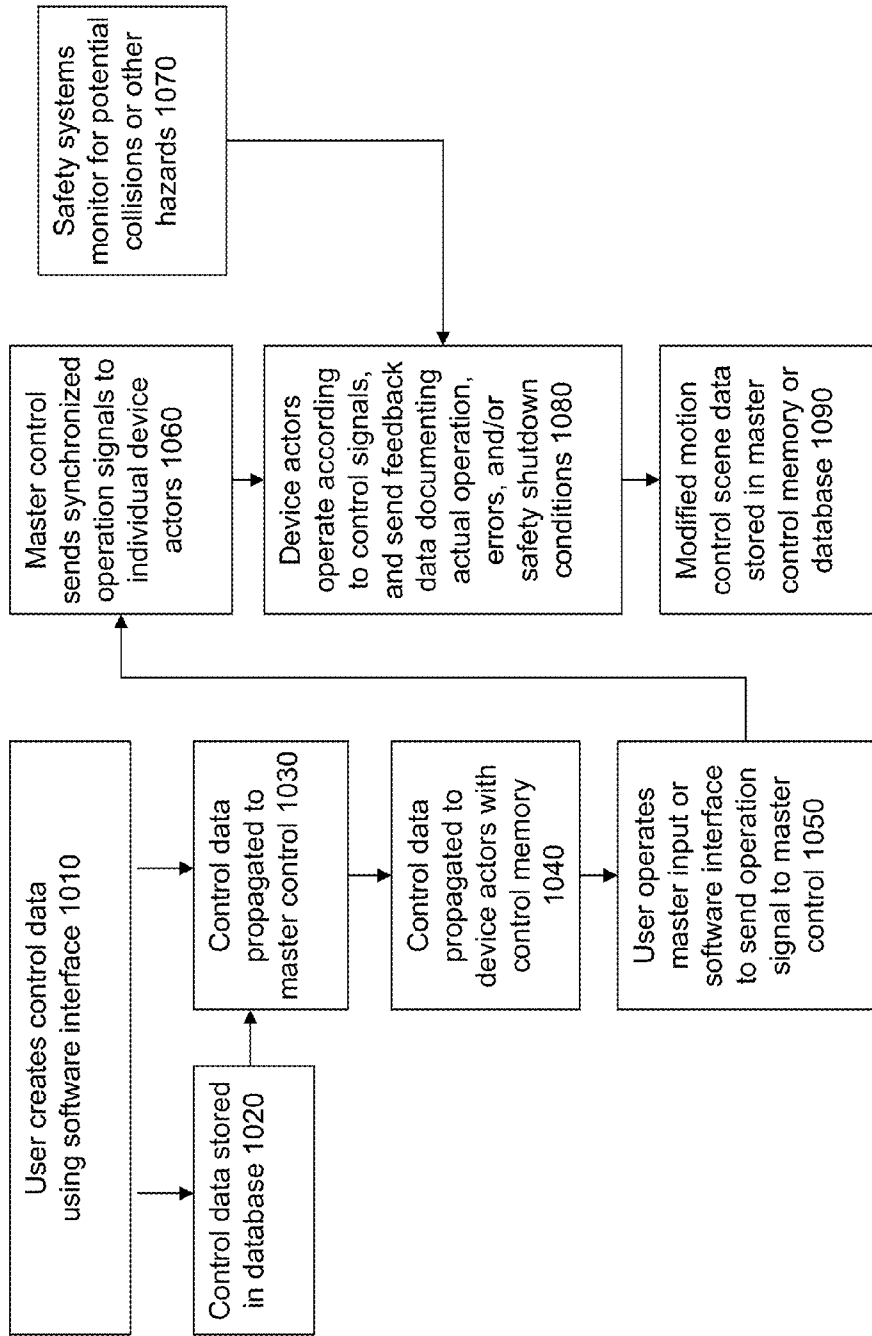 User creates control data
using software interface 1010
Control data stored
in database 1020
Control data
propagated to
master control 1030
Control data
propagated to
device actors with
control memory
1040
User operates
master input or
software interface
to send operation
signal to master
control 1050
Master control
sends synchronized
operation signals to
individual device
actors 1060
Safety systems
monitor for potential
collisions or other
hazards 1070
Device actors
operate according
to control signals,
and send feedback
data documenting
actual operation,
errors, and/or
safety shutdown
conditions 1080
Modified motion
control scene data
stored in master
control memory or
database 1090